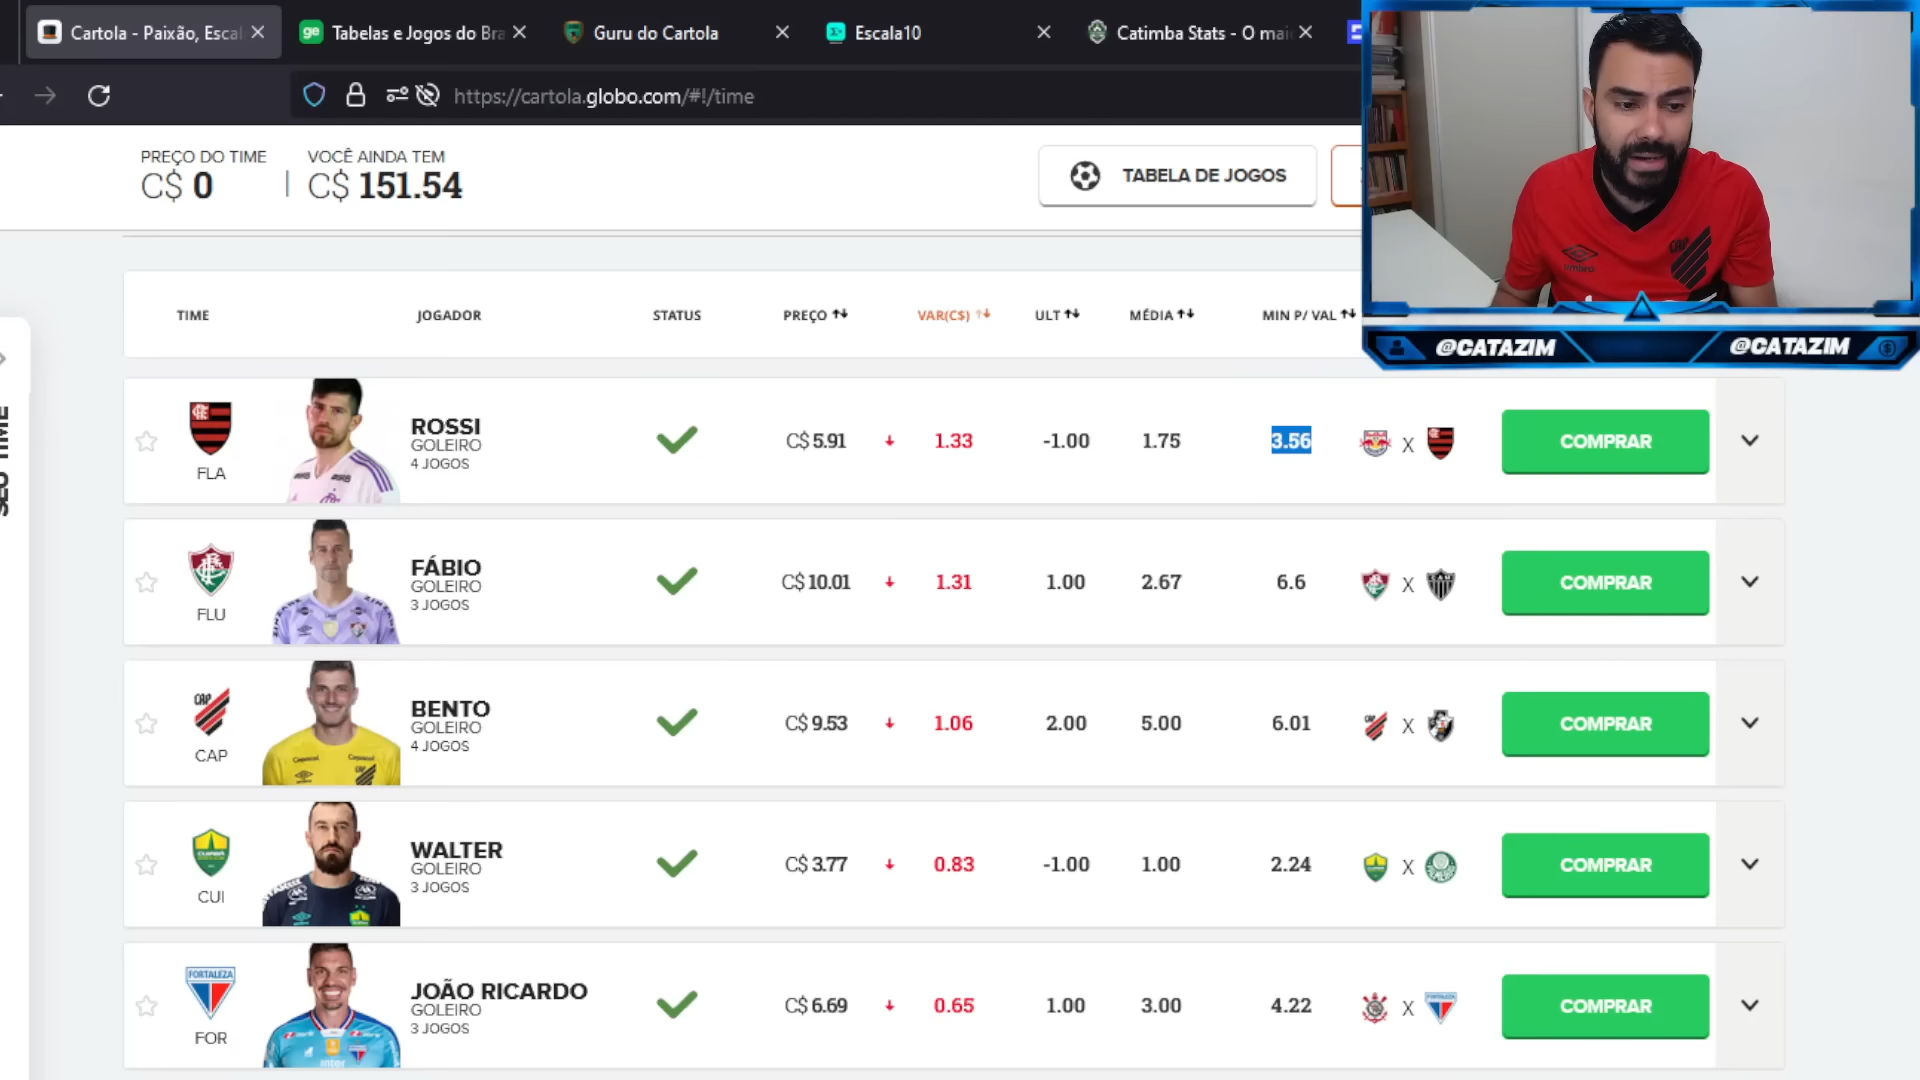 Cartola - Paixão, Escal
Tabelas e Jogos do Bra
Guru do Cartola
Escala10
Catimba Stats - O mai
https://cartola.globo.com/#!/time
PREÇO DO TIME
C$ 0
VOCÊ AINDA TEM
C$ 151.54
TABELA DE JOGOS
@CATAZIM
@CATAZIM
SEU TIME
TIME JOGADOR STATUS PREÇO VAR(C$) ULT MÉDIA MIN P/ VAL
FLA
ROSSI
GOLEIRO
4 JOGOS
C$ 5.91 1.33 -1.00 1.75 3.56 X COMPRAR
FLU
FÁBIO
GOLEIRO
3 JOGOS
C$ 10.01 1.31 1.00 2.67 6.6 X COMPRAR
CAP
BENTO
GOLEIRO
4 JOGOS
C$ 9.53 1.06 2.00 5.00 6.01 X COMPRAR
CUI
WALTER
GOLEIRO
3 JOGOS
C$ 3.77 0.83 -1.00 1.00 2.24 X COMPRAR
FORTALEZA
FOR
JOÃO RICARDO
GOLEIRO
3 JOGOS
C$ 6.69 0.65 1.00 3.00 4.22 X COMPRAR